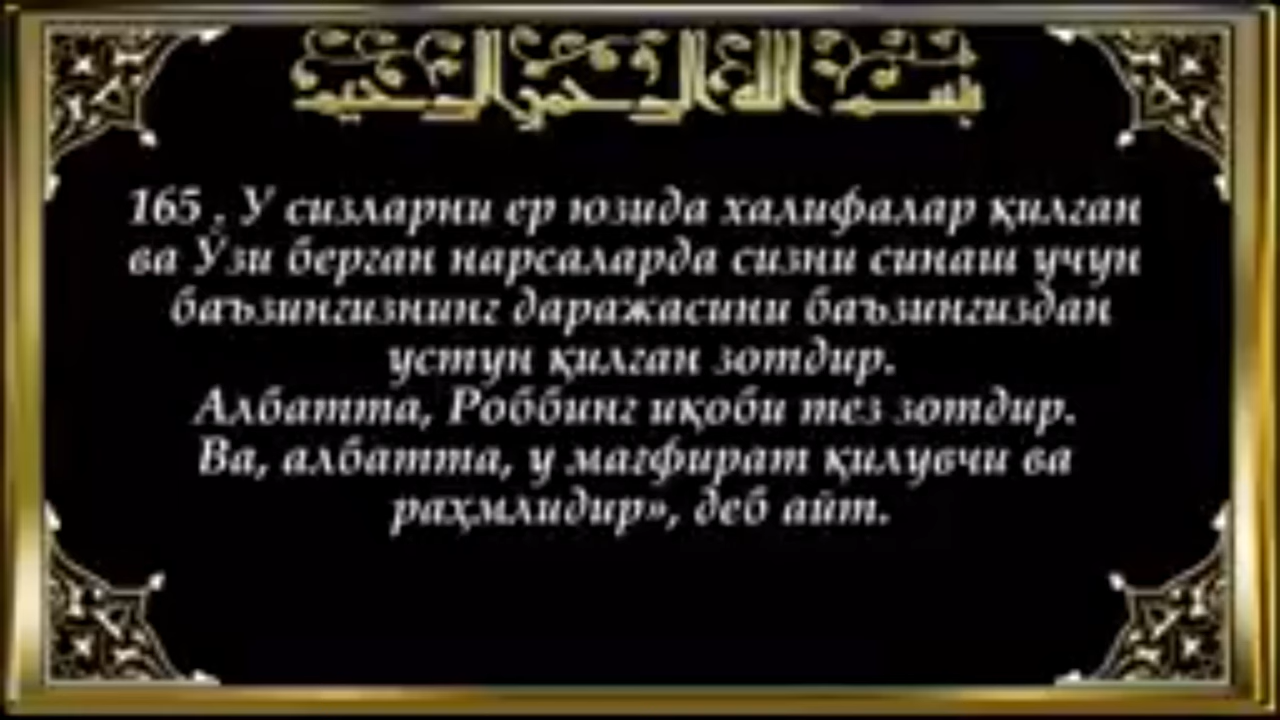 بسم الله الرحمن الرحيم
165 . У сизларни ер юзида халифалар қилган
ва Ўзи берган нарсаларда сизни синаш учун
баъзингизнинг даражасини баъзингиздан
устун қилган зотдир.
Албатта, Роббинг иқоби тез зотдир.
Ва, албатта, у магфират қилувчи ва
раҳмлидир», деб айт.